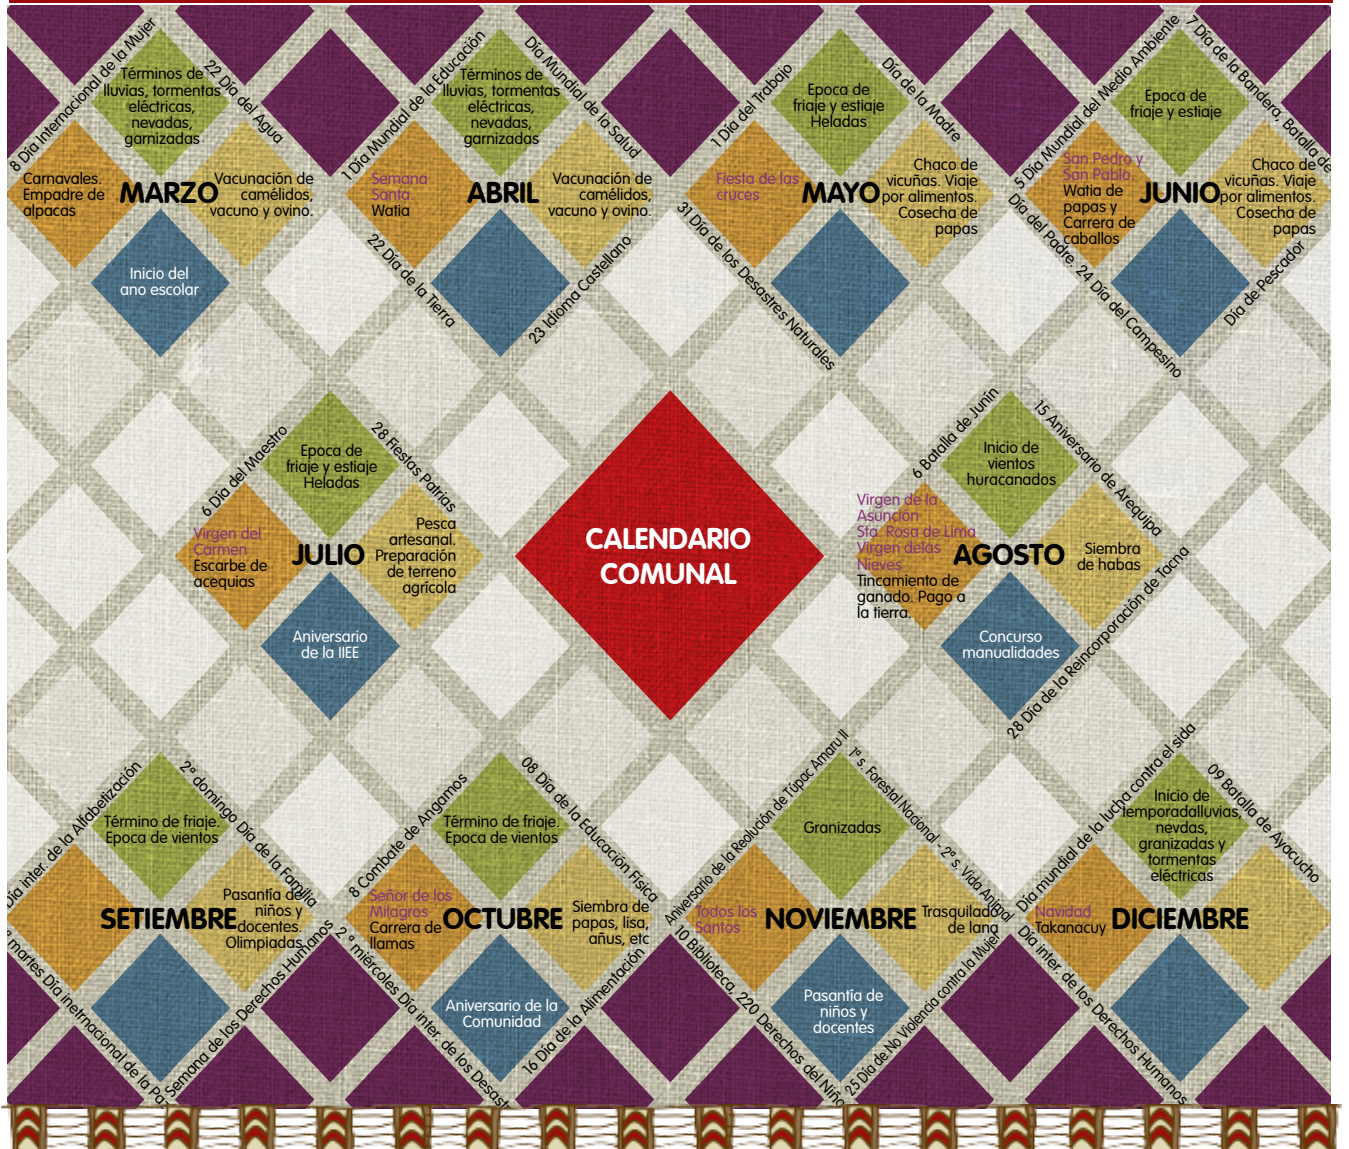 8 Día Internacional de la Mujer
22 Día del Agua
Términos de
lluvias, tormentas
eléctricas,
nevadas,
garnizadas
Carnavales.
Empadre de
alpacas
MARZO
Vacunación de
camélidos,
vacuno y ovino.
Inicio del
ano escolar
1 Día Mundial de la Educación
Día Mundial de la Salud
Términos de
lluvias, tormentas
eléctricas,
nevadas,
garnizadas
Semana
Santa.
Watia
ABRIL
Vacunación de
camélidos,
vacuno y ovino.
22 Día de la Tierra
23 Idioma Castellano
1 Día del Trabajo
Día de la Madre
Epoca de
friaje y estiaje
Heladas
Fiesta de las
cruces
MAYO
Chaco de
vicuñas. Viaje
por alimentos.
Cosecha de
papas
31 Día de los Desastres Naturales
5 Día Mundial del Medio Ambiente
7 Día de la Bandera. Batalla de
Epoca de
friaje y estiaje
San Pedro y
San Pablo.
Watia de
papas y
Carrera de
caballos
JUNIO
Chaco de
vicuñas. Viaje
por alimentos.
Cosecha de
papas
Día del Padre. 24 Día del Campesino
Día de Pescador
6 Día del Maestro
28 Fiestas Patrias
Epoca de
friaje y estiaje
Heladas
Virgen del
Carmen
Escarbe de
acequias
JULIO
Pesca
artesanal.
Preparación
de terreno
agrícola
Aniversario
de la IIEE
CALENDARIO
COMUNAL
6 Batalla de Junín
15 Aniversario de Arequipa
Inicio de
vientos
huracanados
Virgen de la
Asunción
Sta. Rosa de Lima
Virgen delas
Nieves
Tincamiento de
ganado. Pago a
la tierra.
AGOSTO
Siembra
de habas
Concurso
manualidades
28 Día de la Reincorporación de Tacna
Día inter. de la Alfabetización
2º domingo Día de la Familia
Término de friaje.
Epoca de vientos
SETIEMBRE
Pasantía de
niños y
docentes.
Olimpiadas
martes Día inetrnacional de la Paz
Semana de los Derechos Humanos
8 Combate de Angamos
08 Día de la Educación Física
Término de friaje.
Epoca de vientos
Señor de los
Milagros
Carrera de
llamas
OCTUBRE
Siembra de
papas, lisa,
añus, etc
Aniversario de la
Comunidad
2.º miércoles Día inter. de los Desast
16 Día de la Alimentación
Aniversario de la Reolución de Túpac Amaru II
1ª s. Forestal Nacional - 2ª s. Vida Animal
Granizadas
Todos los
Santos
NOVIEMBRE
Trasquilado
de lana
Pasantía de
niños y
docentes
10 Biblioteca, 220 Derechos del Niño
25 Día de No Violencia contra la Mujer
Día mundial de la lucha contra el sida
09 Batalla de Ayacucho
Inicio de
temporadalluvias,
nevdas,
granizadas y
tormentas
eléctricas
Navidad
Takanacuy
DICIEMBRE
Día inter. de los Derechos Humanos